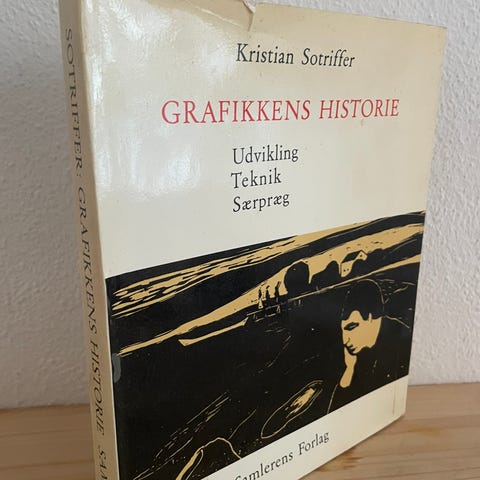 Kristian Sotriffer
GRAFIKKENS HISTORIE
Udvikling
Teknik
Særpræg
Samlerens Forlag
SOTRIFFER: GRAFIKKENS HISTORIE